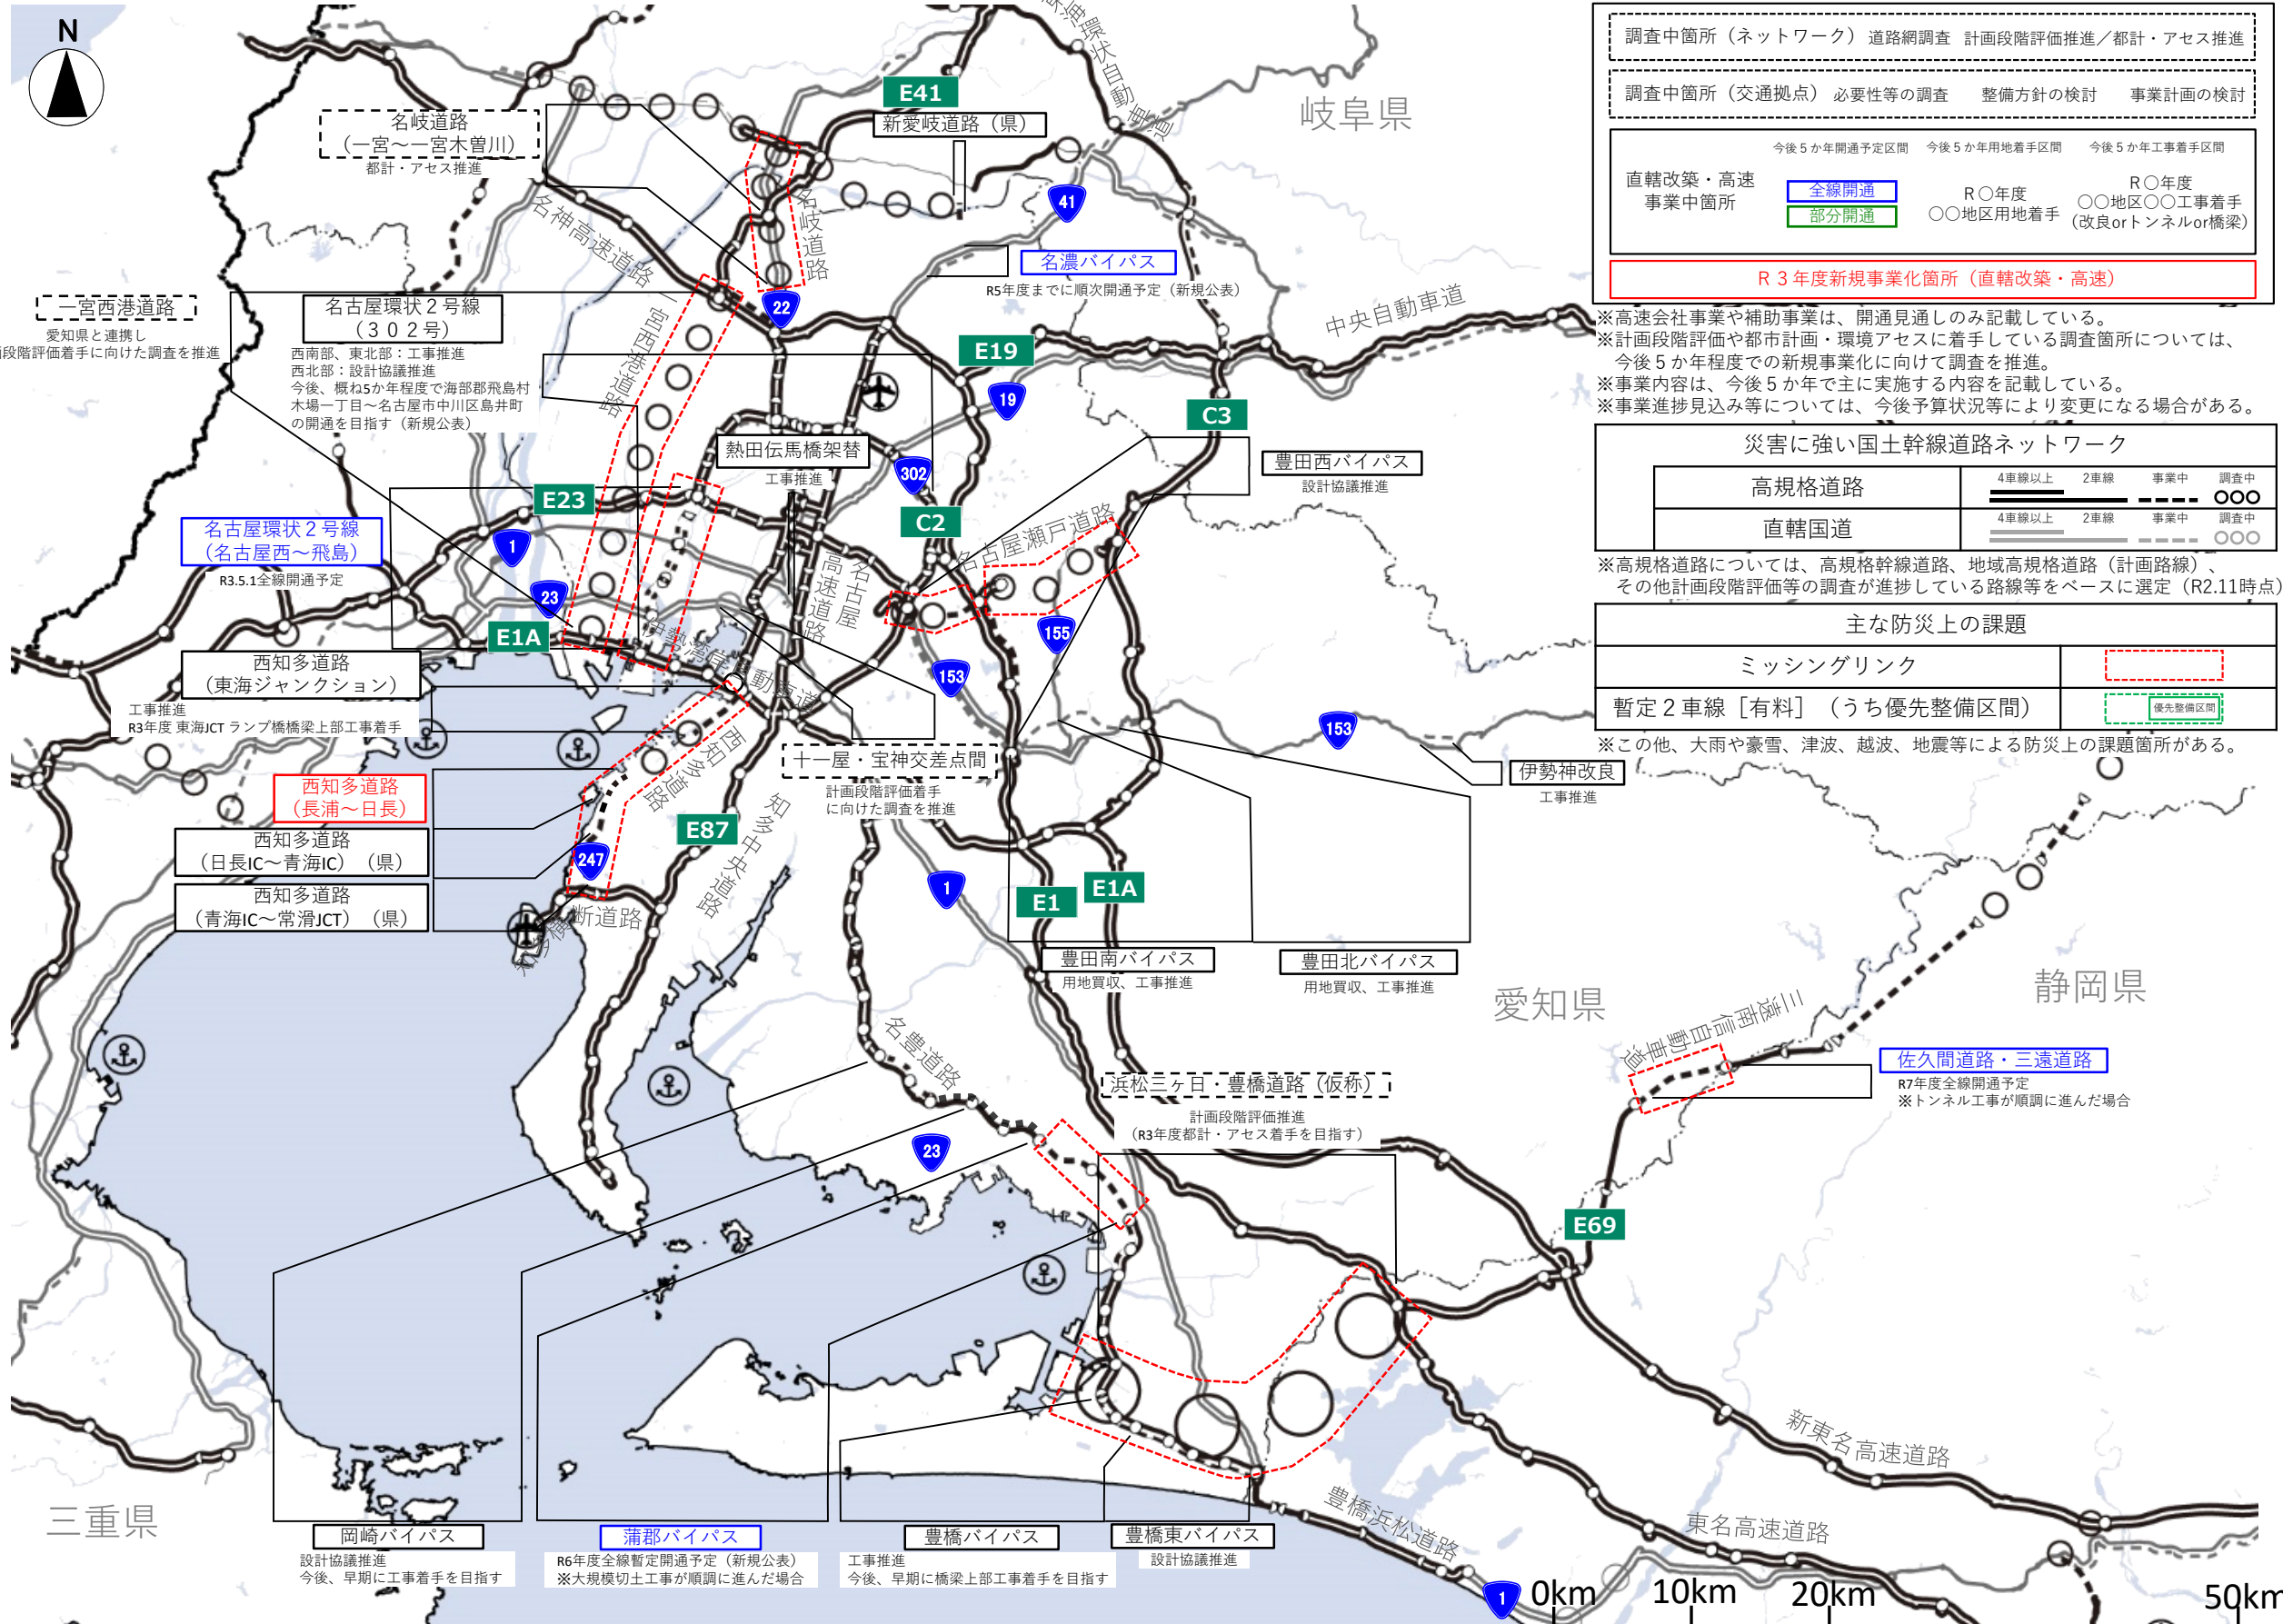 N
岐阜県
E41
新愛岐道路（県）
名岐道路
（一宮～一宮木曽川）
都計・アセス推進
名神高速道路
名岐道路
41
名濃バイパス
R5年度までに順次開通予定（新規公表）
22
一宮西港道路
愛知県と連携し
段階評価着手に向けた調査を推進
名古屋環状２号線
（３０２号）
西南部、東北部：工事推進
西北部：設計協議推進
今後、概ね5か年程度で海部郡飛島村
木場一丁目～名古屋市中川区島井町
の開通を目指す（新規公表）
一宮西港道路
中央自動車道
E19
19
C3
熱田伝馬橋架替
工事推進
302
豊田西バイパス
設計協議推進
E23
C2
名古屋瀬戸道路
名古屋環状２号線
（名古屋西～飛島）
R3.5.1全線開通予定
1
23
名古屋高速道路
E1A
伊勢湾岸自動車道
155
153
153
西知多道路
（東海ジャンクション）
工事推進
R3年度 東海JCT ランプ橋橋梁上部工事着手
西知多道路
十一屋・宝神交差点間
計画段階評価着手
に向けた調査を推進
伊勢神改良
工事推進
西知多道路
（長浦～日長）
西知多道路
（日長IC～青海IC）（県）
西知多道路
（青海IC～常滑JCT）（県）
247
E87
知多中央道路
知多横断道路
1
E1
E1A
豊田南バイパス
用地買収、工事推進
豊田北バイパス
用地買収、工事推進
愛知県
静岡県
三遠南信自動車道
佐久間道路・三遠道路
R7年度全線開通予定
※トンネル工事が順調に進んだ場合
名豊道路
浜松三ヶ日・豊橋道路（仮称）
計画段階評価推進
（R3年度都計・アセス着手を目指す）
23
E69
三重県
岡崎バイパス
設計協議推進
今後、早期に工事着手を目指す
蒲郡バイパス
R6年度全線暫定開通予定（新規公表）
※大規模切土工事が順調に進んだ場合
豊橋バイパス
工事推進
今後、早期に橋梁上部工事着手を目指す
豊橋東バイパス
設計協議推進
豊橋浜松道路
新東名高速道路
東名高速道路
1
0km
10km
20km
50km
調査中箇所（ネットワーク） 道路網調査 計画段階評価推進／都計・アセス推進
調査中箇所（交通拠点） 必要性等の調査 整備方針の検討 事業計画の検討
今後５か年開通予定区間 今後５か年用地着手区間 今後５か年工事着手区間
直轄改築・高速
事業中箇所
全線開通
部分開通
R○年度
○○地区用地着手
R○年度
○○地区○○工事着手
（改良orトンネルor橋梁）
Ｒ３年度新規事業化箇所（直轄改築・高速）
※高速会社事業や補助事業は、開通見通しのみ記載している。
※計画段階評価や都市計画・環境アセスに着手している調査箇所については、
今後５か年程度での新規事業化に向けて調査を推進。
※事業内容は、今後５か年で主に実施する内容を記載している。
※事業進捗見込み等については、今後予算状況等により変更になる場合がある。
災害に強い国土幹線道路ネットワーク
高規格道路 4車線以上 2車線 事業中 調査中
直轄国道 4車線以上 2車線 事業中 調査中
※高規格道路については、高規格幹線道路、地域高規格道路（計画路線）、
その他計画段階評価等の調査が進捗している路線等をベースに選定（R2.11時点）
主な防災上の課題
ミッシングリンク
暫定２車線［有料］（うち優先整備区間） 優先整備区間
※この他、大雨や豪雪、津波、越波、地震等による防災上の課題箇所がある。